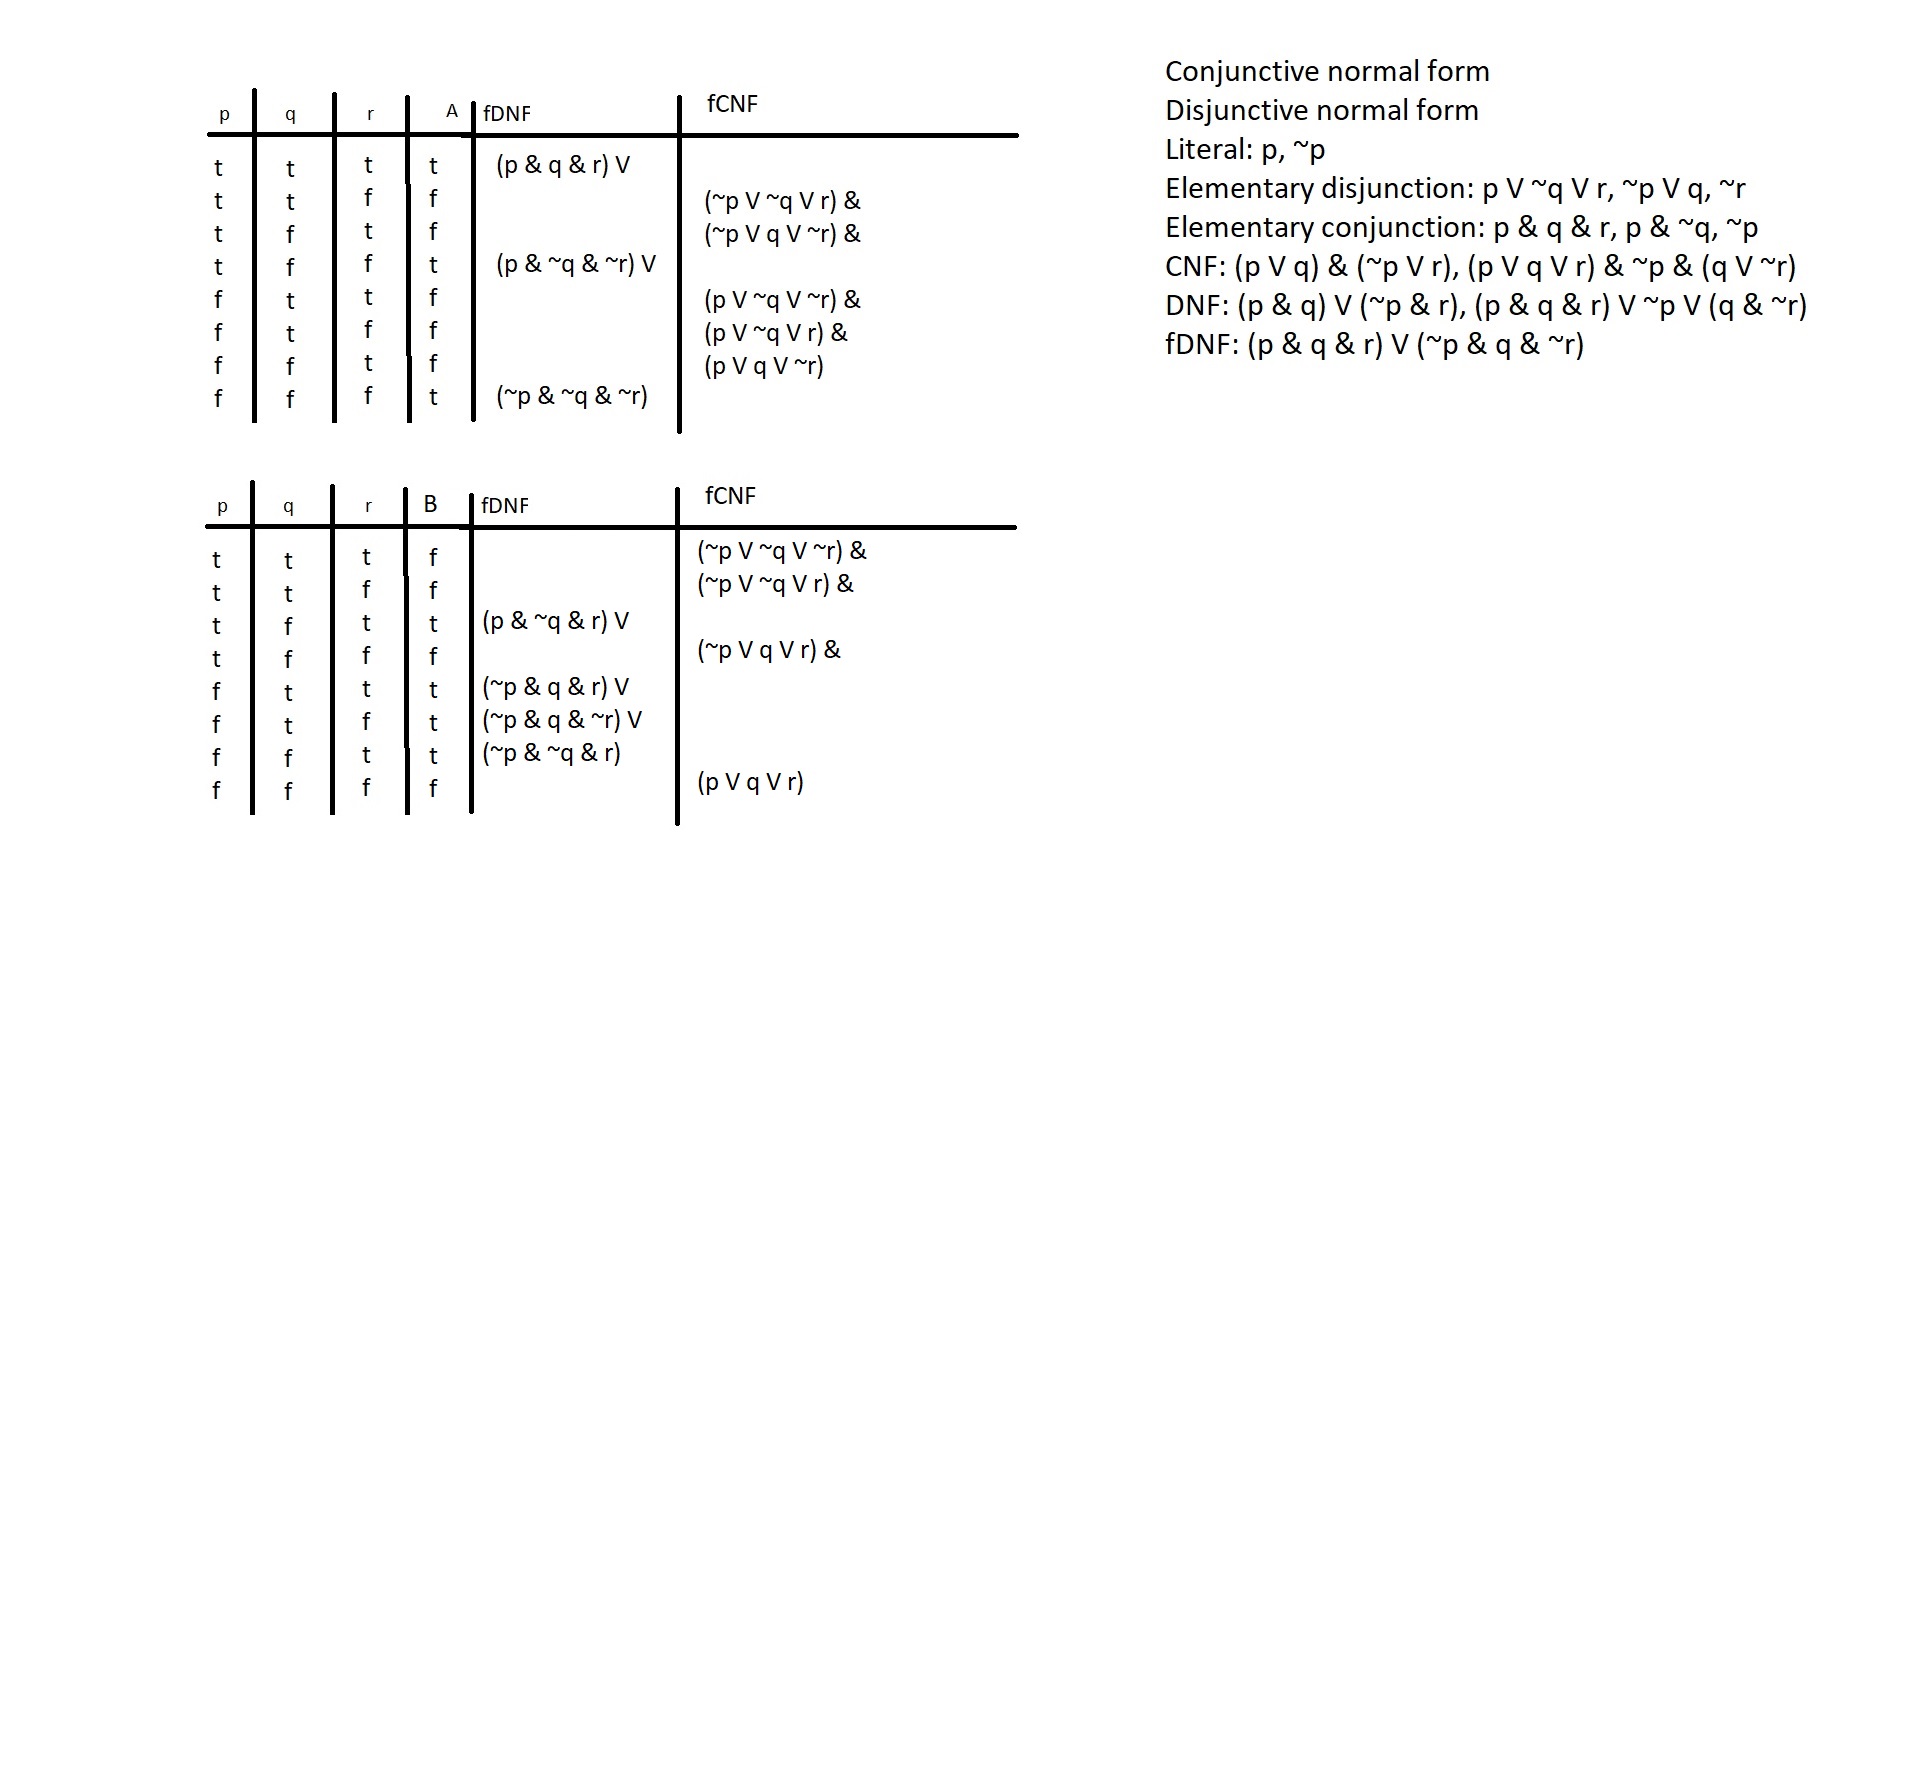 p q r A fDNF fCNF
t t t t (p & q & r) V
t t f f (~p V ~q V r) &
t f t f (~p V q V ~r) &
t f f t (p & ~q & ~r) V
f t t f (p V ~q V ~r) &
f t f f (p V ~q V r) &
f f t f (p V q V ~r)
f f f t (~p & ~q & ~r)
p q r B fDNF fCNF
t t t f (~p V ~q V ~r) &
t t f f (~p V ~q V r) &
t f t t (p & ~q & r) V
t f f f (~p V q V r) &
f t t t (~p & q & r) V
f t f t (~p & q & ~r) V
f f t t (~p & ~q & r)
f f f f (p V q V r)
Conjunctive normal form
Disjunctive normal form
Literal: p, ~p
Elementary disjunction: p V ~q V r, ~p V q, ~r
Elementary conjunction: p & q & r, p & ~q, ~p
CNF: (p V q) & (~p V r), (p V q V r) & ~p & (q V ~r)
DNF: (p & q) V (~p & r), (p & q & r) V ~p V (q & ~r)
fDNF: (p & q & r) V (~p & q & ~r)